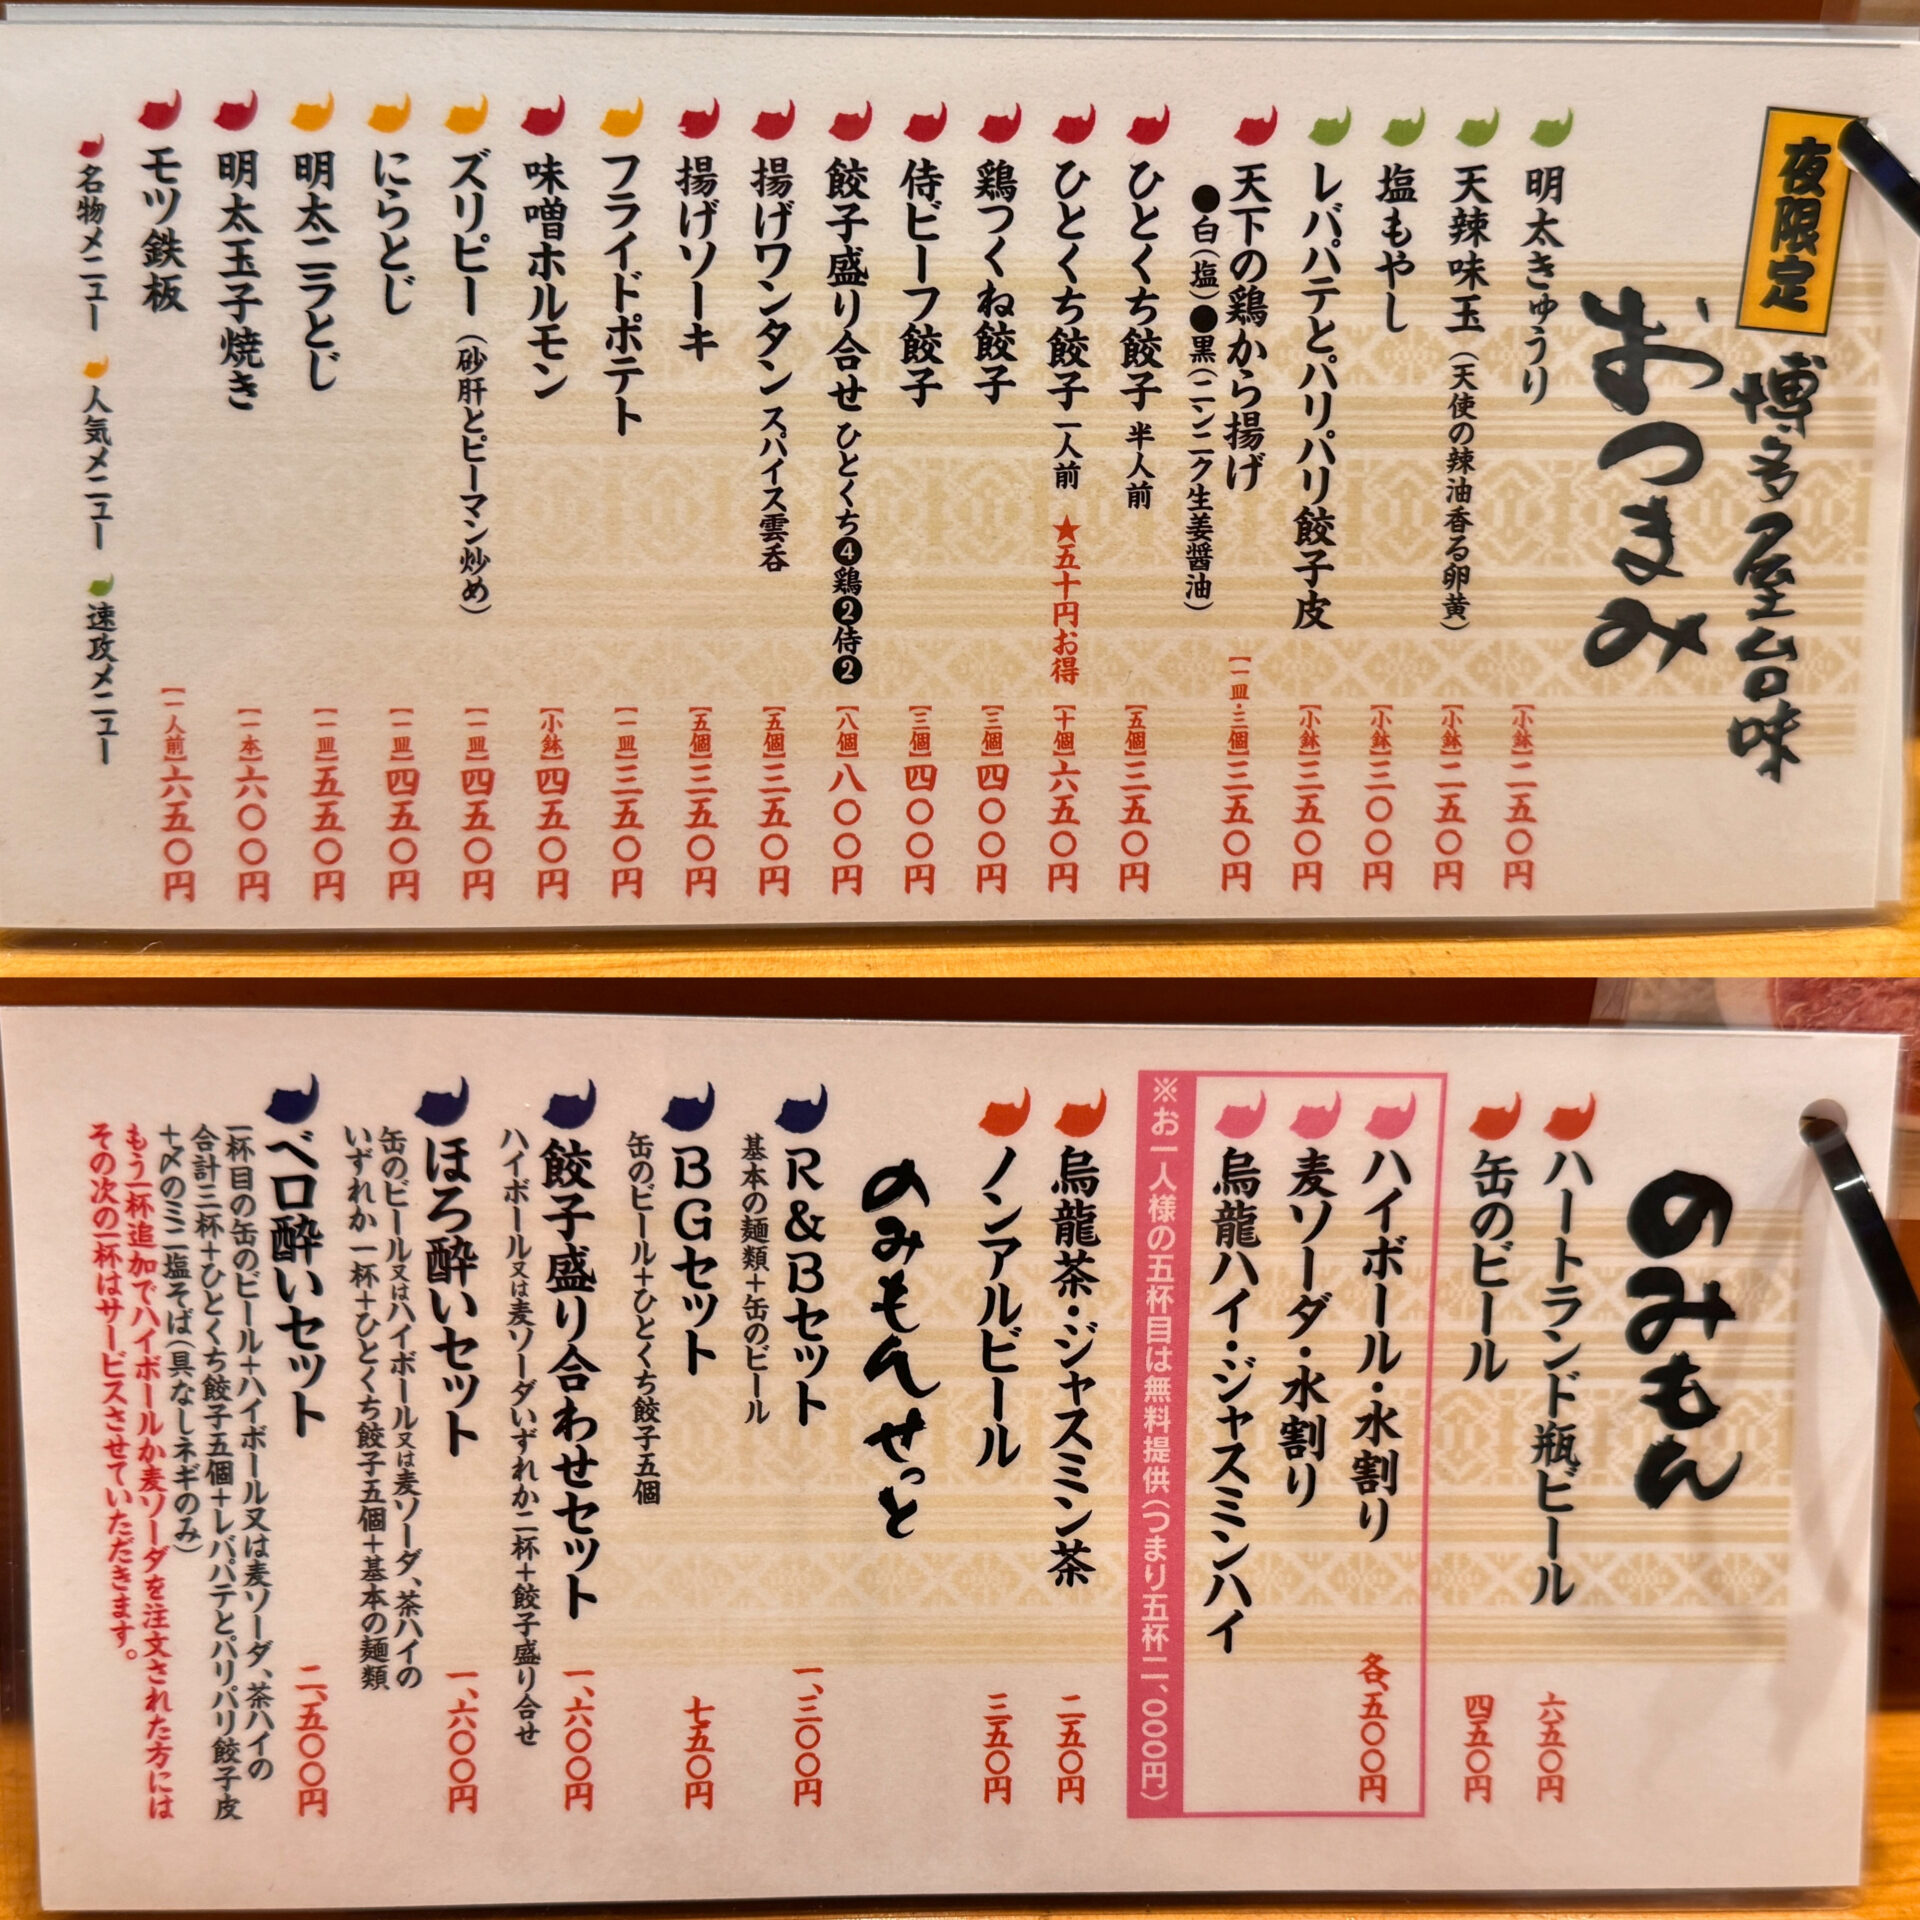 夜限定
博多屋台味
おつまみ
明太きゅうり 【小鉢】二五〇円
天辣味玉（天使の辣油香る卵黄） 【小鉢】二五〇円
塩もやし 【小鉢】三〇〇円
レバパテとパリパリ餃子皮 【小鉢】三五〇円
天下の鶏から揚げ 【一皿・三個】三五〇円
●白（塩）●黒（ニンニク生姜醤油）
ひとくち餃子 半人前 【五個】三五〇円
ひとくち餃子 一人前 ★五十円お得 【十個】六五〇円
鶏つくね餃子 【三個】四〇〇円
侍ビーフ餃子 【三個】四〇〇円
餃子盛り合せ ひとくち❹鶏❷侍❷ 【八個】八〇〇円
揚げワンタン スパイス雲呑 【五個】三五〇円
揚げソーキ 【五個】三五〇円
フライドポテト 【一皿】三五〇円
味噌ホルモン 【小鉢】四五〇円
ズリピー（砂肝とピーマン炒め） 【一皿】四五〇円
にらとじ 【一皿】四五〇円
明太ニラとじ 【一皿】五五〇円
明太玉子焼き 【一本】六〇〇円
モツ鉄板 【一人前】六五〇円
名物メニュー 人気メニュー 速攻メニュー
のみもん
ハートランド瓶ビール 六五〇円
缶のビール 四五〇円
ハイボール・水割り 各、五〇〇円
麦ソーダ・水割り
烏龍ハイ・ジャスミンハイ
※お一人様の五杯目は無料提供（つまり五杯二、〇〇〇円）
烏龍茶・ジャスミン茶 二五〇円
ノンアルビール 三五〇円
のみもんせっと
R&Bセット 一、三〇〇円
基本の麺類＋缶のビール
BGセット 七五〇円
缶のビール＋ひとくち餃子五個
餃子盛り合わせセット 一、六〇〇円
ハイボール又は麦ソーダいずれか二杯＋餃子盛り合せ
ほろ酔いセット 一、六〇〇円
缶のビール又はハイボール又は麦ソーダ、茶ハイの
いずれか一杯＋ひとくち餃子五個＋基本の麺類
ベロ酔いセット 二、五〇〇円
一杯目の缶のビール＋ハイボール又は麦ソーダ、茶ハイの
合計三杯＋ひとくち餃子五個＋レバパテとパリパリ餃子皮
＋〆のミニ塩そば（具なしネギのみ）
もう一杯追加でハイボールか麦ソーダを注文された方には
その次の一杯はサービスさせていただきます。